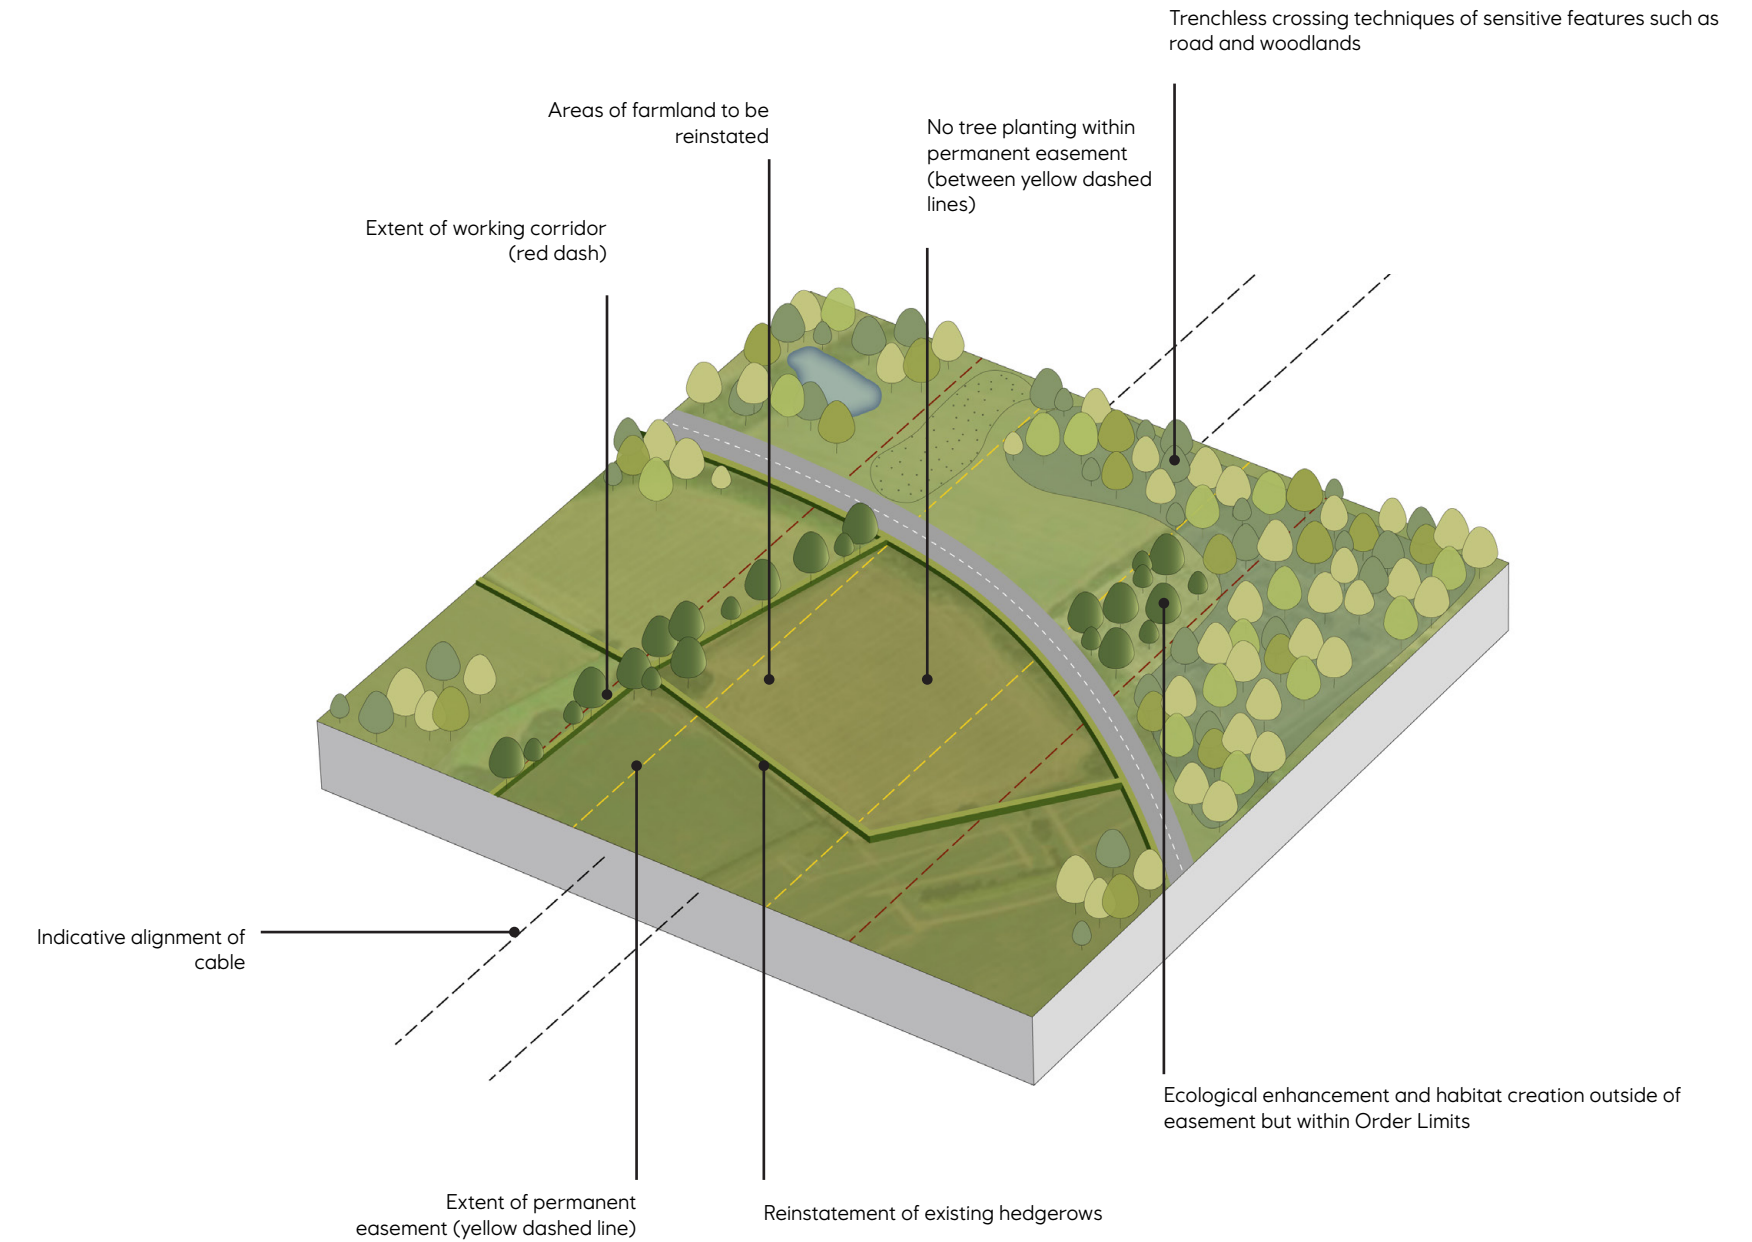 Trenchless crossing techniques of sensitive features such as
road and woodlands
Areas of farmland to be
reinstated
No tree planting within
permanent easement
(between yellow dashed
lines)
Extent of working corridor
(red dash)
Indicative alignment of
cable
Ecological enhancement and habitat creation outside of
easement but within Order Limits
Extent of permanent
easement (yellow dashed line)
Reinstatement of existing hedgerows